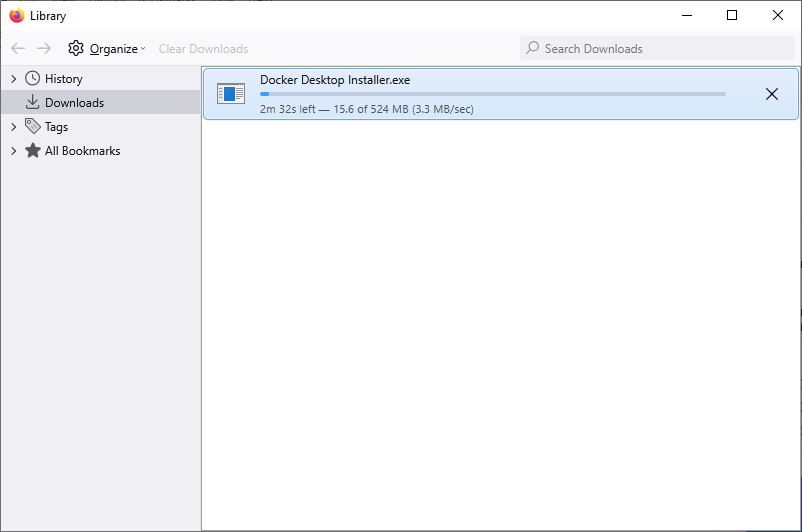 Library
Organize
Clear Downloads
Search Downloads
History
Downloads
Tags
All Bookmarks
Docker Desktop Installer.exe
2m 32s left — 15.6 of 524 MB (3.3 MB/sec)